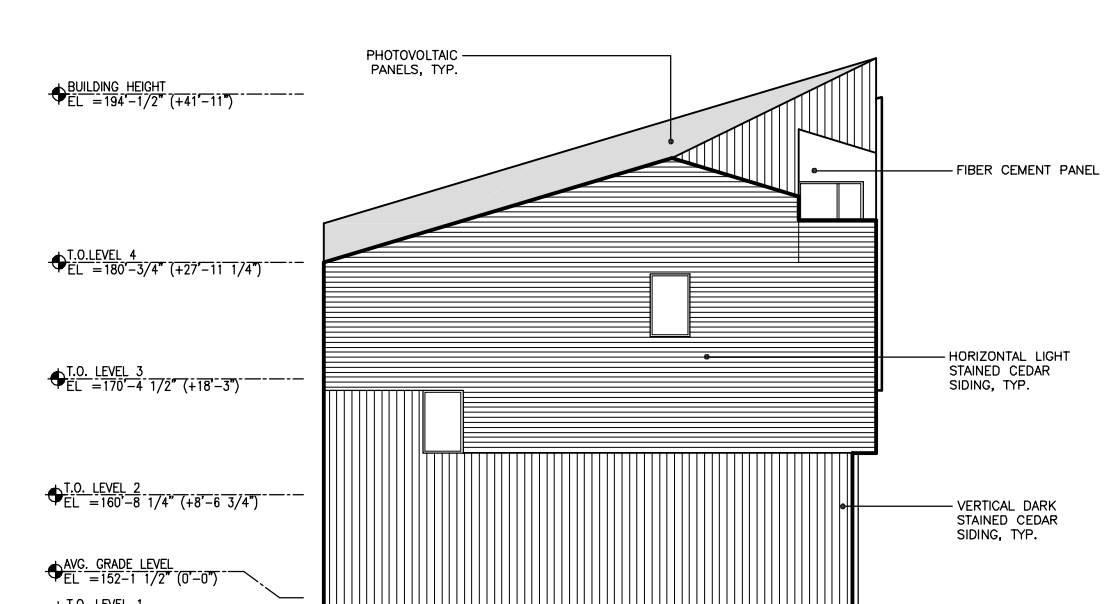 PHOTOVOLTAIC
PANELS, TYP.
BUILDING HEIGHT
EL =194'-1/2" (+41'-11")
FIBER CEMENT PANEL
T.O.LEVEL 4
EL =180'-3/4" (+27'-11 1/4")
HORIZONTAL LIGHT
STAINED CEDAR
SIDING, TYP.
T.O. LEVEL 3
EL =170'-4 1/2" (+18'-3")
T.O. LEVEL 2
EL =160'-8 1/4" (+8'-6 3/4")
VERTICAL DARK
STAINED CEDAR
SIDING, TYP.
AVG. GRADE LEVEL
EL =152-1 1/2" (0'-0")
T.O. LEVEL 1